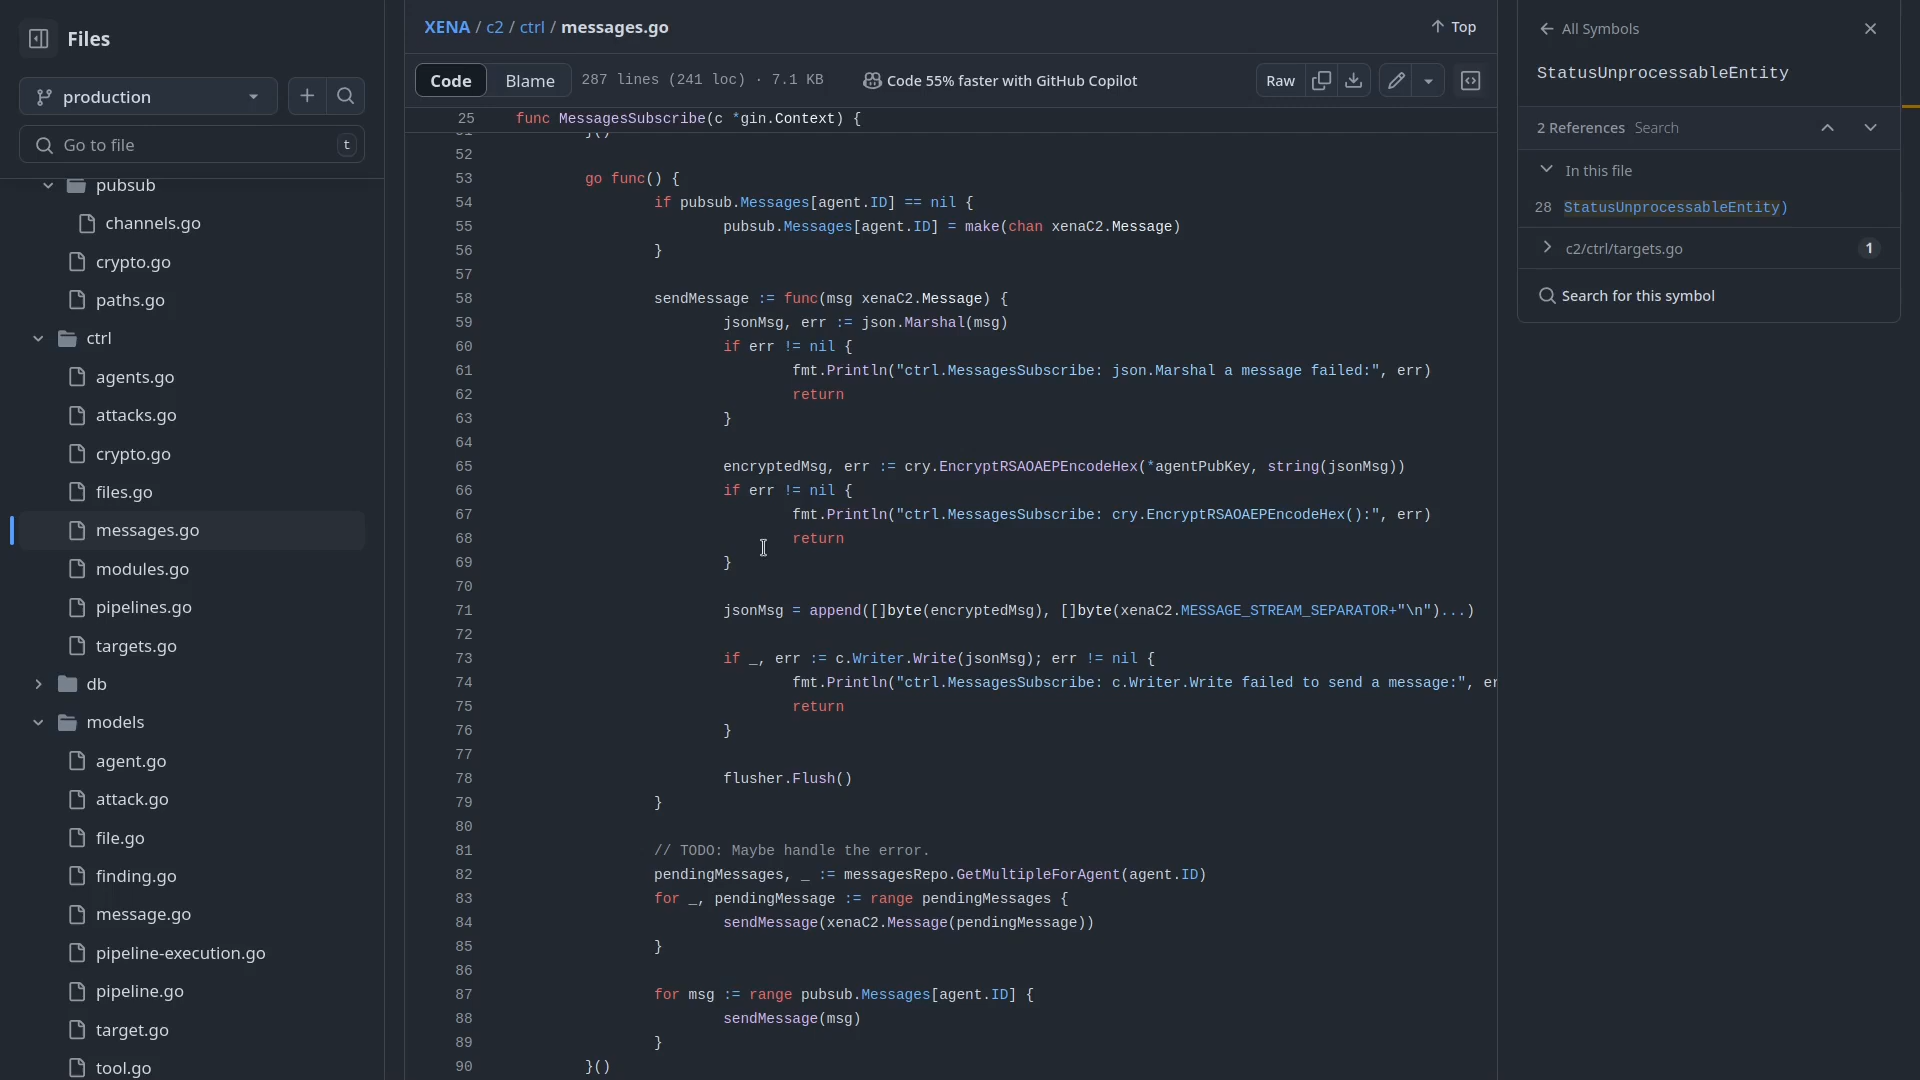 Files
production
Go to file
t
pubsub
channels.go
crypto.go
paths.go
ctrl
agents.go
attacks.go
crypto.go
files.go
messages.go
modules.go
pipelines.go
targets.go
db
models
agent.go
attack.go
file.go
finding.go
message.go
pipeline-execution.go
pipeline.go
target.go
tool.go
XENA / c2 / ctrl / messages.go
Top
Code
Blame
287 lines (241 loc) · 7.1 KB
Code 55% faster with GitHub Copilot
Raw
25 func MessagesSubscribe(c *gin.Context) {
51 }()
52
53 go func() {
54 if pubsub.Messages[agent.ID] == nil {
55 pubsub.Messages[agent.ID] = make(chan xenaC2.Message)
56 }
57
58 sendMessage := func(msg xenaC2.Message) {
59 jsonMsg, err := json.Marshal(msg)
60 if err != nil {
61 fmt.Println("ctrl.MessagesSubscribe: json.Marshal a message failed:", err)
62 return
63 }
64
65 encryptedMsg, err := cry.EncryptRSAOAEPEncodeHex(*agentPubKey, string(jsonMsg))
66 if err != nil {
67 fmt.Println("ctrl.MessagesSubscribe: cry.EncryptRSAOAEPEncodeHex():", err)
68 return
69 }
70
71 jsonMsg = append([]byte(encryptedMsg), []byte(xenaC2.MESSAGE_STREAM_SEPARATOR+"\n")...)
72
73 if _, err := c.Writer.Write(jsonMsg); err != nil {
74 fmt.Println("ctrl.MessagesSubscribe: c.Writer.Write failed to send a message:", er
75 return
76 }
77
78 flusher.Flush()
79 }
80
81 // TODO: Maybe handle the error.
82 pendingMessages, _ := messagesRepo.GetMultipleForAgent(agent.ID)
83 for _, pendingMessage := range pendingMessages {
84 sendMessage(xenaC2.Message(pendingMessage))
85 }
86
87 for msg := range pubsub.Messages[agent.ID] {
88 sendMessage(msg)
89 }
90 }()
All Symbols
StatusUnprocessableEntity
2 References Search
In this file
28 StatusUnprocessableEntity)
c2/ctrl/targets.go 1
Search for this symbol